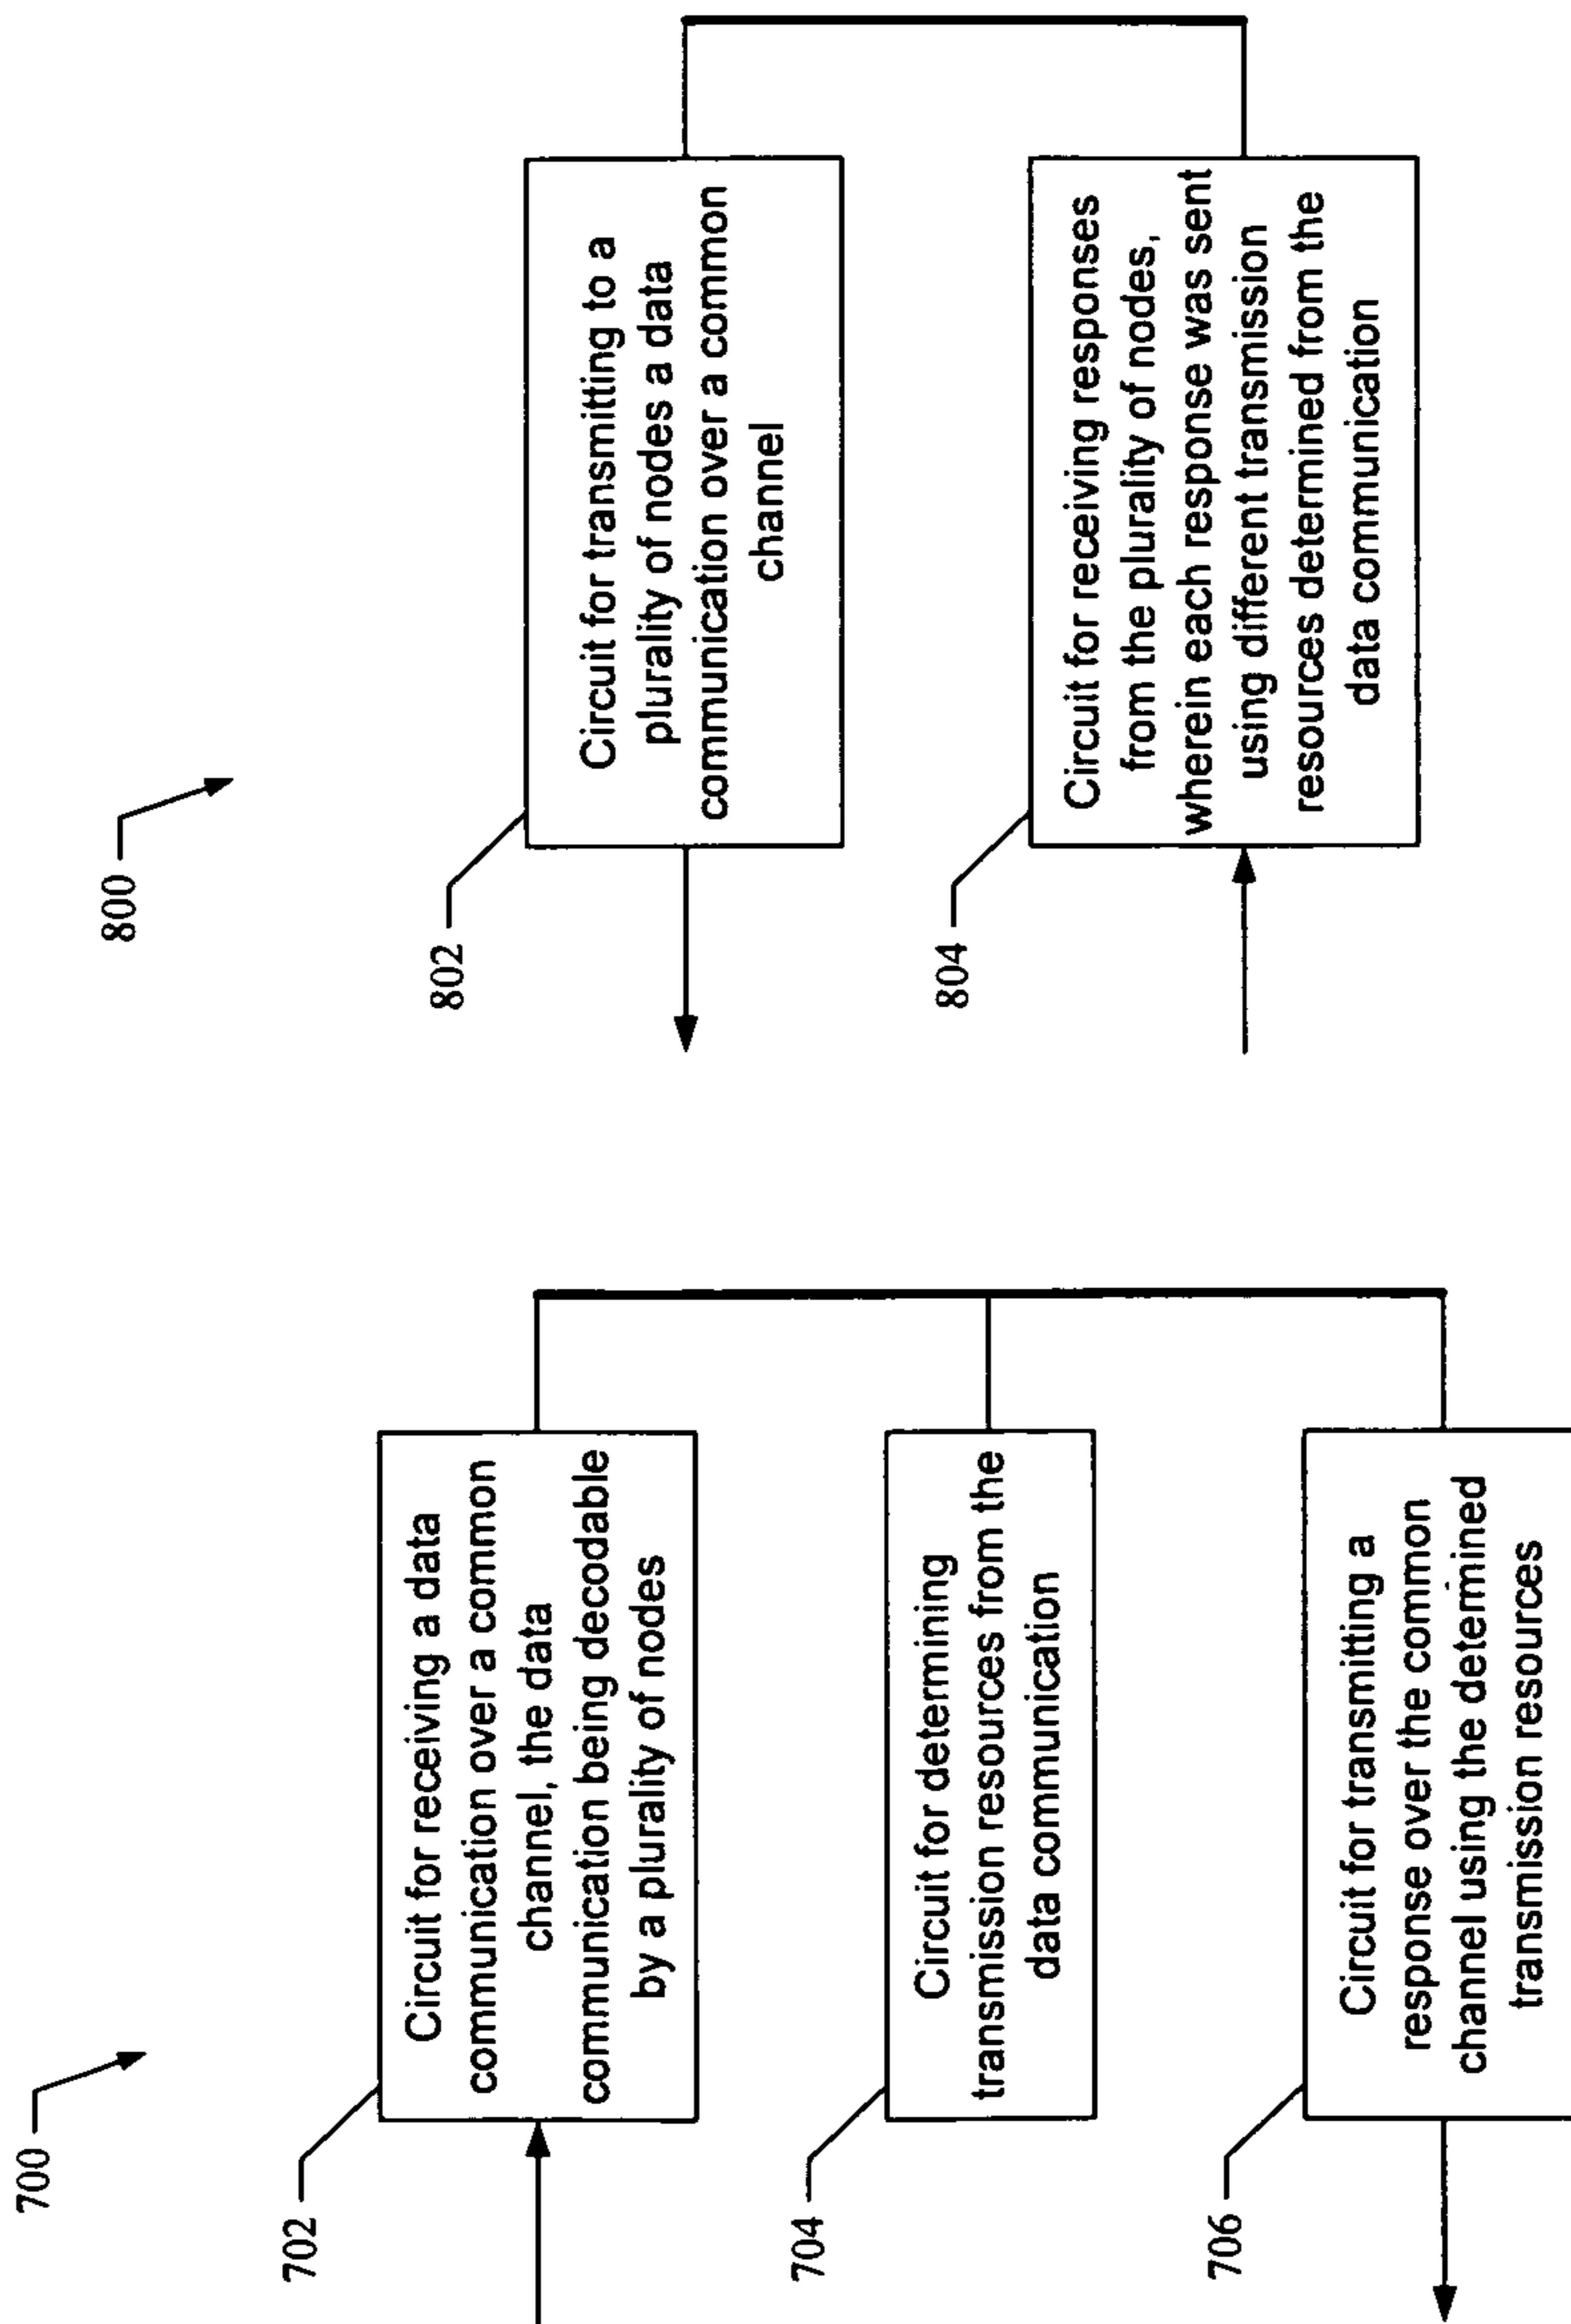 700
702
Circuit for receiving a data
communication over a common
channel, the data
communication being decodable
by a plurality of nodes
704
Circuit for determining
transmission resources from the
data communication
706
Circuit for transmitting a
response over the common
channel using the determined
transmission resources
800
802
Circuit for transmitting to a
plurality of nodes a data
communication over a common
channel
804
Circuit for receiving responses
from the plurality of nodes,
wherein each response was sent
using different transmission
resources determined from the
data communication